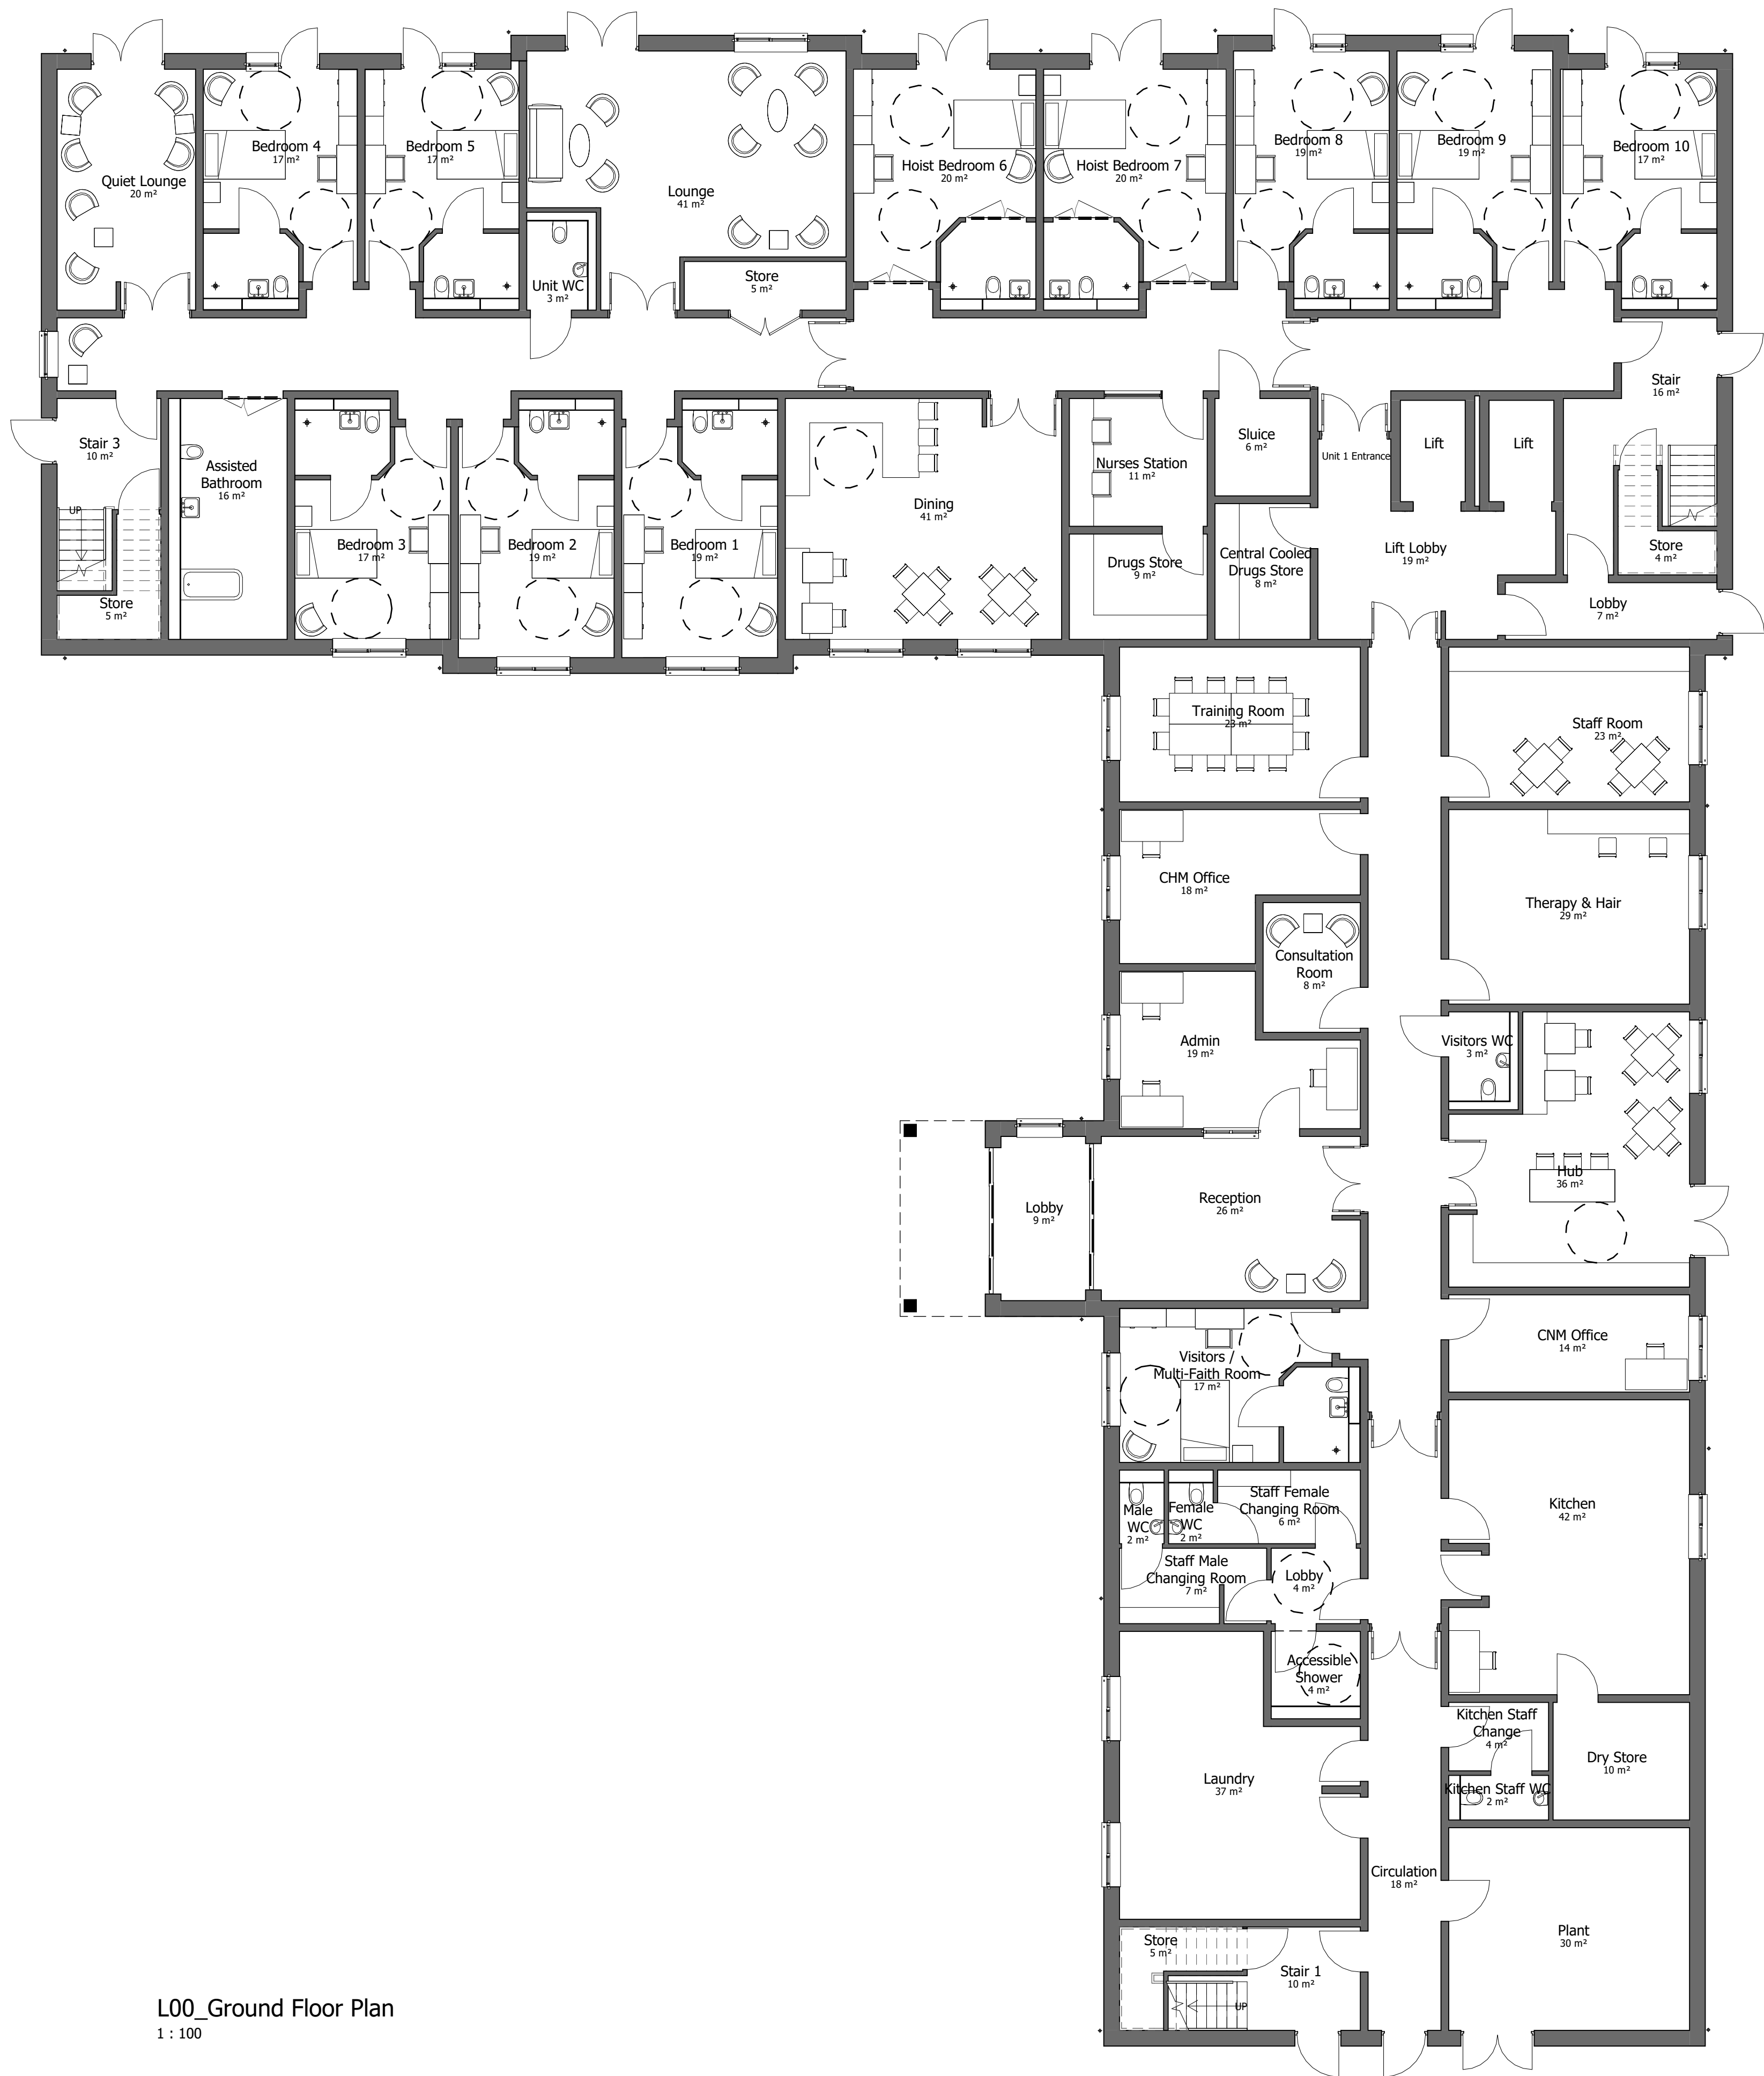 Quiet Lounge
20 m²
Bedroom 4
17 m²
Bedroom 5
17 m²
Lounge
41 m²
Hoist Bedroom 6
20 m²
Hoist Bedroom 7
20 m²
Bedroom 8
19 m²
Bedroom 9
19 m²
Bedroom 10
17 m²
Unit WC
3 m²
Store
5 m²
Stair
16 m²
Stair 3
10 m²
UP
Store
5 m²
Assisted
Bathroom
16 m²
Bedroom 3
17 m²
Bedroom 2
19 m²
Bedroom 1
19 m²
Dining
41 m²
Nurses Station
11 m²
Drugs Store
9 m²
Sluice
6 m²
Central Cooled
Drugs Store
8 m²
Unit 1 Entrance
Lift
Lift
Lift Lobby
19 m²
Store
4 m²
Lobby
7 m²
Training Room
23 m²
Staff Room
23 m²
CHM Office
18 m²
Therapy & Hair
29 m²
Consultation
Room
8 m²
Admin
19 m²
Visitors WC
3 m²
Hub
36 m²
Lobby
9 m²
Reception
26 m²
CNM Office
14 m²
Visitors /
Multi-Faith Room
17 m²
Male
WC
2 m²
Female
WC
2 m²
Staff Female
Changing Room
6 m²
Kitchen
42 m²
Staff Male
Changing Room
7 m²
Lobby
4 m²
Accessible
Shower
4 m²
Kitchen Staff
Change
4 m²
Dry Store
10 m²
Laundry
37 m²
Kitchen Staff WC
2 m²
Circulation
18 m²
Plant
30 m²
Store
5 m²
Stair 1
10 m²
UP
L00_Ground Floor Plan
1 : 100